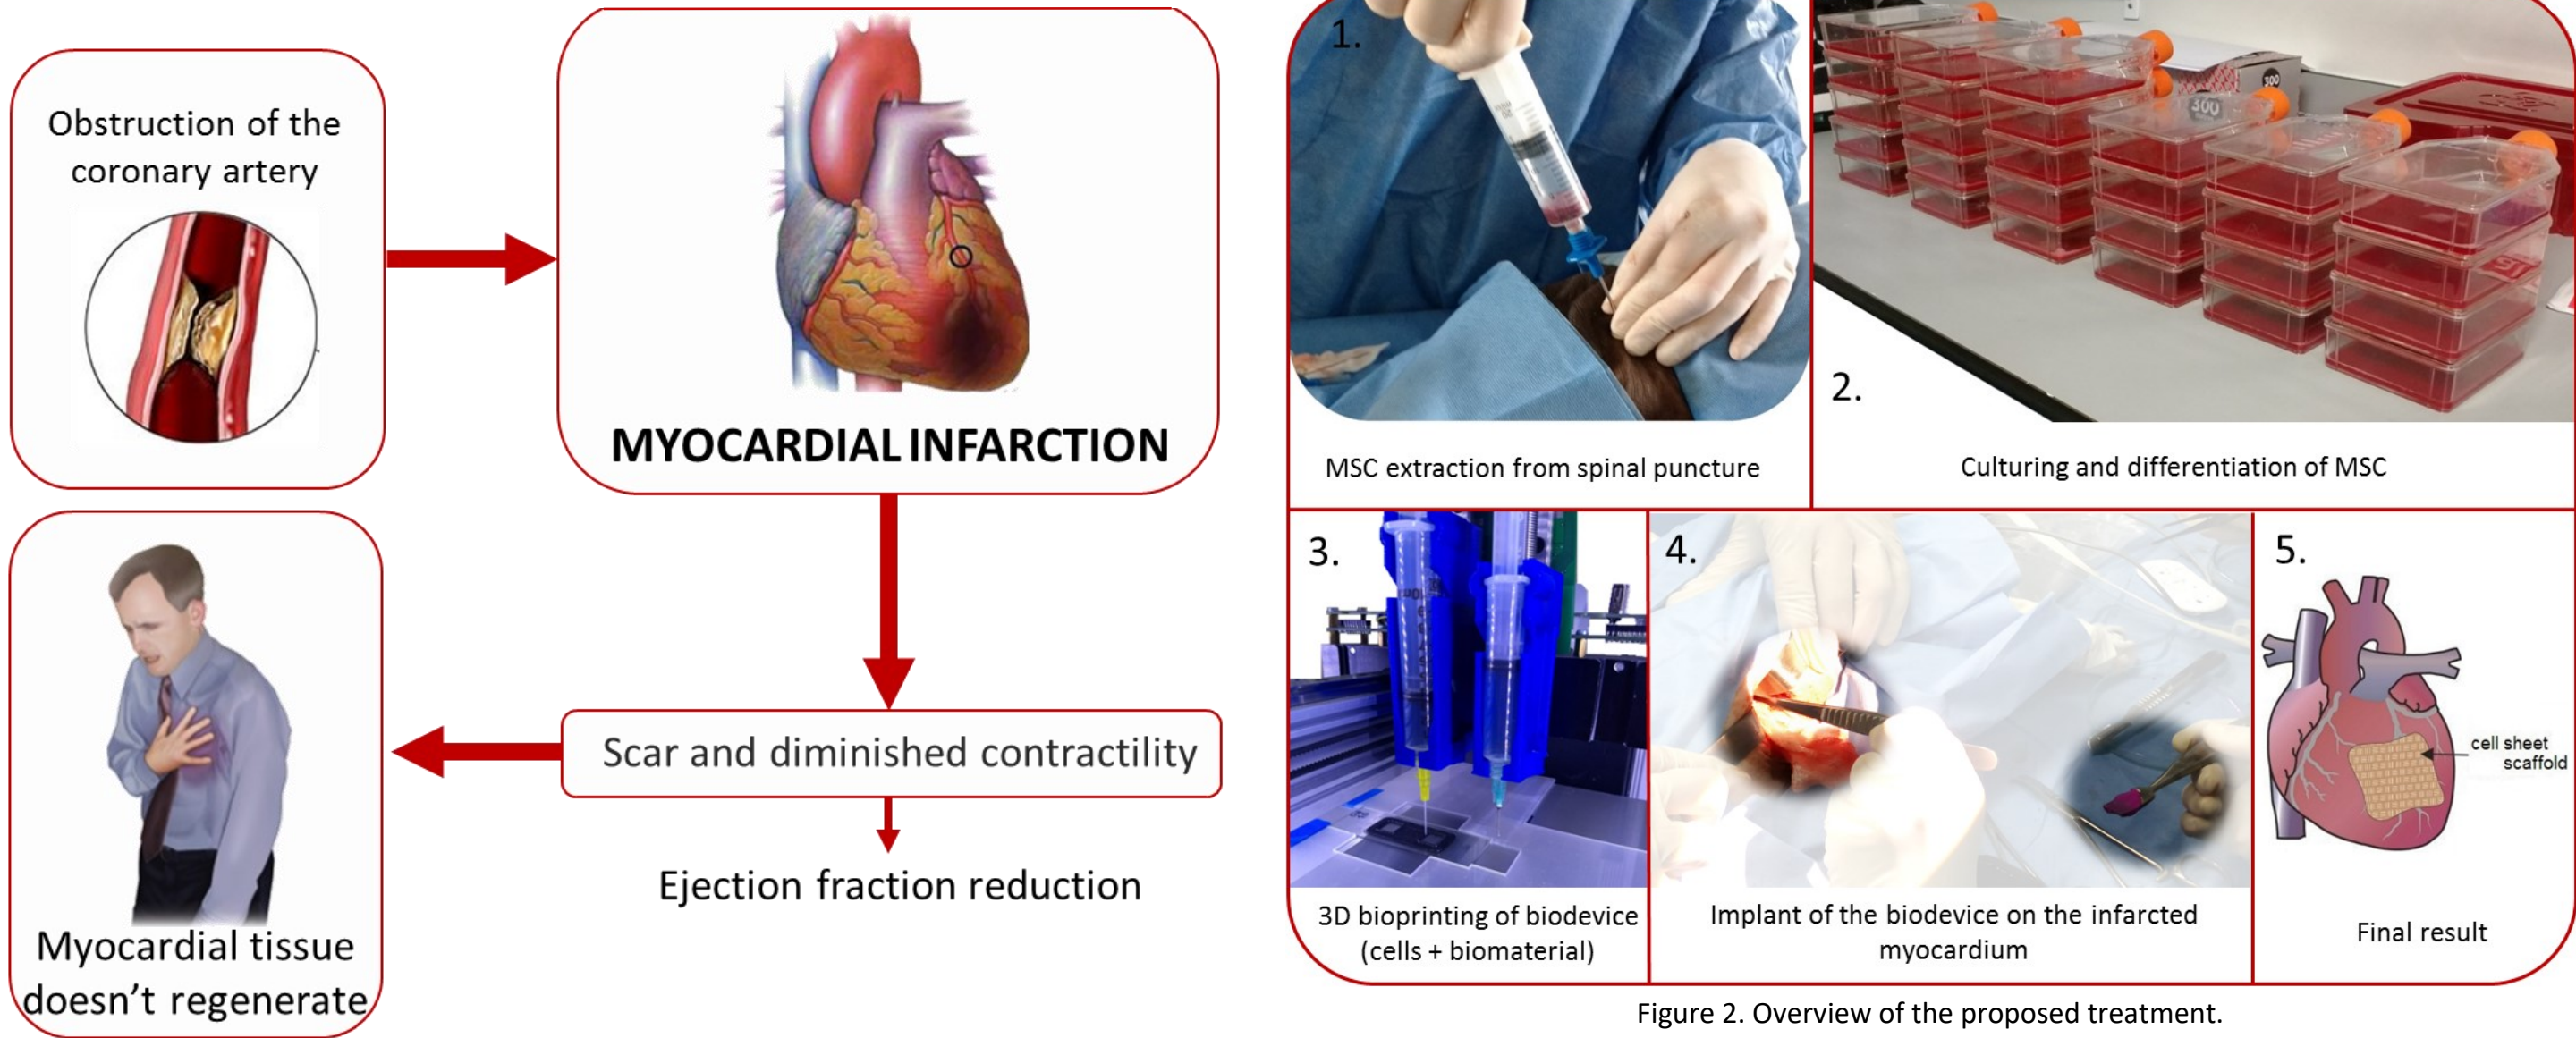 Obstruction of the
coronary artery
MYOCARDIAL INFARCTION
Scar and diminished contractility
Ejection fraction reduction
Myocardial tissue
doesn't regenerate
1.
MSC extraction from spinal puncture
300
300
2.
Culturing and differentiation of MSC
3.
3D bioprinting of biodevice
(cells + biomaterial)
4.
Implant of the biodevice on the infarcted
myocardium
5.
cell sheet
scaffold
Final result
Figure 2. Overview of the proposed treatment.